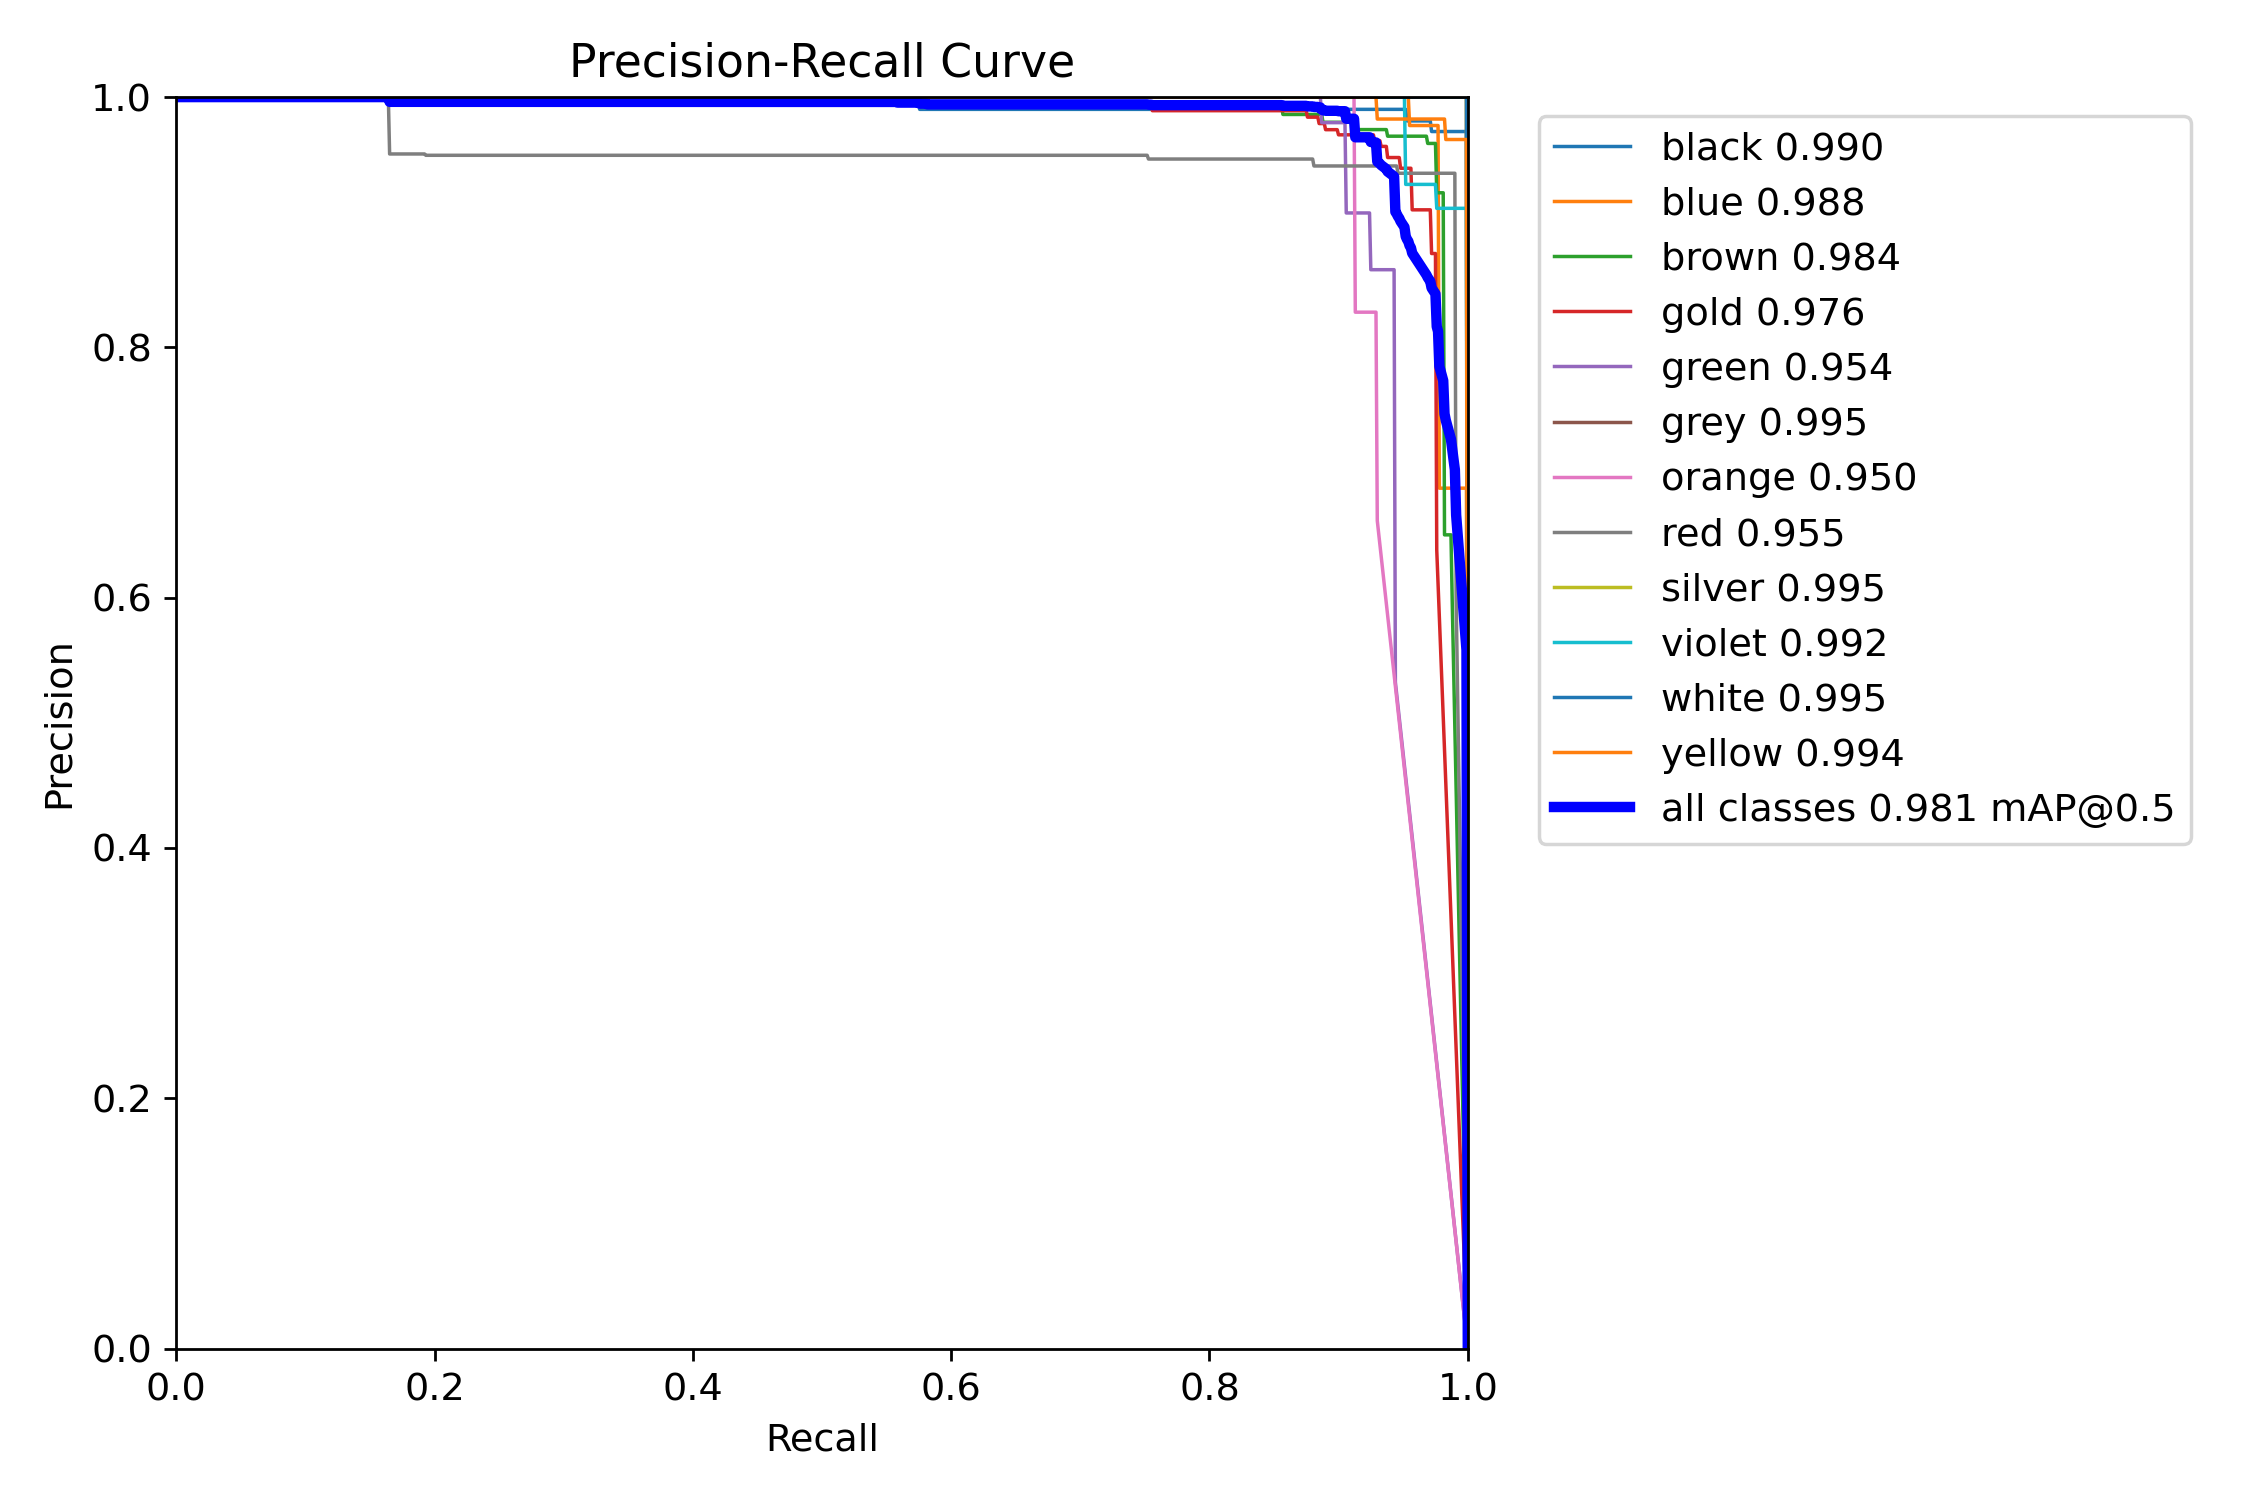 Precision-Recall Curve
1.0
0.8
0.6
0.4
0.2
0.0
Precision
0.0 0.2 0.4 0.6 0.8 1.0
Recall
black 0.990
blue 0.988
brown 0.984
gold 0.976
green 0.954
grey 0.995
orange 0.950
red 0.955
silver 0.995
violet 0.992
white 0.995
yellow 0.994
all classes 0.981 mAP@0.5